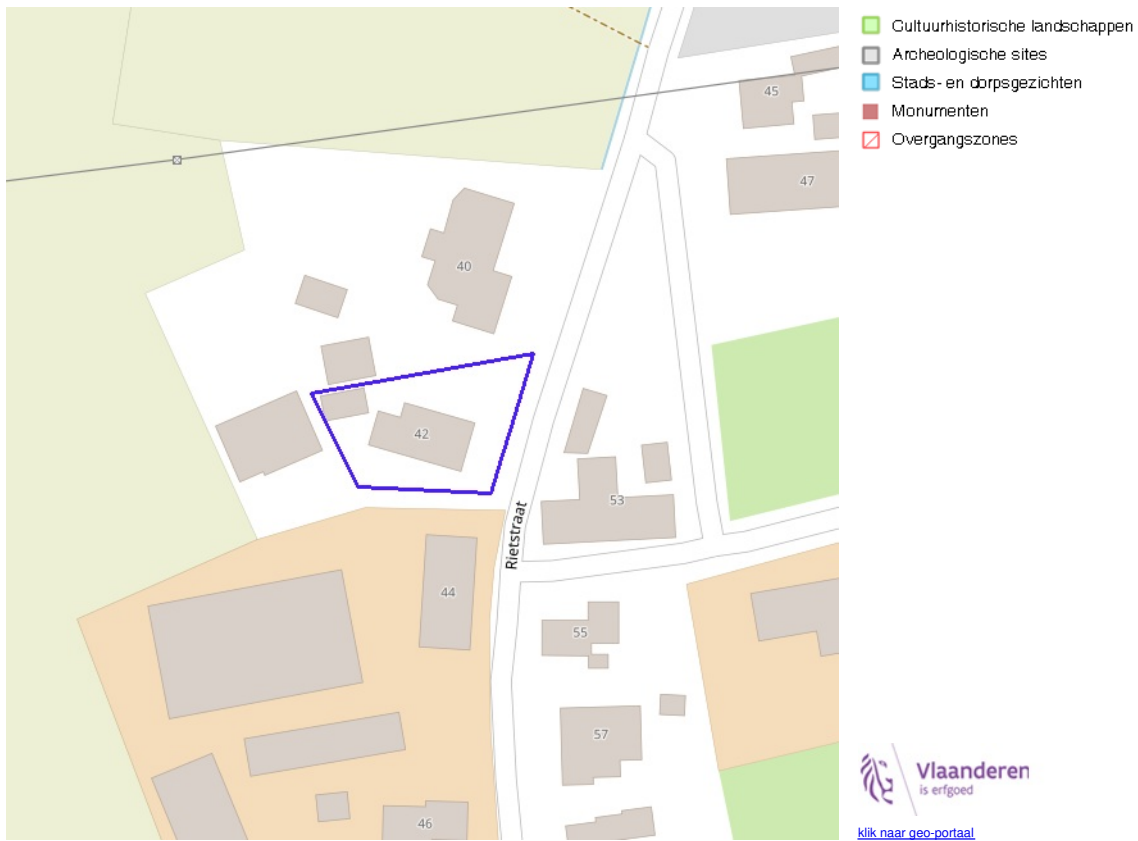 Cultuurhistorische landschappen
Archeologische sites
Stads- en dorpsgezichten
Monumenten
Overgangszones
45
47
40
42
53
Rietstraat
44
55
57
46
Vlaanderen
is erfgoed
klik naar geo-portaal